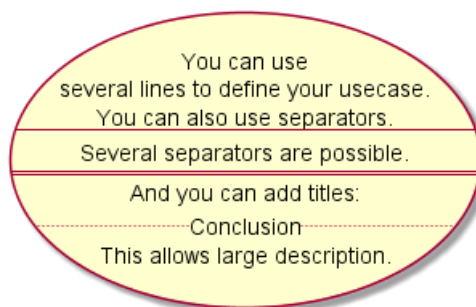 You can use
several lines to define your usecase.
You can also use separators.
Several separators are possible.
And you can add titles:
Conclusion
This allows large description.